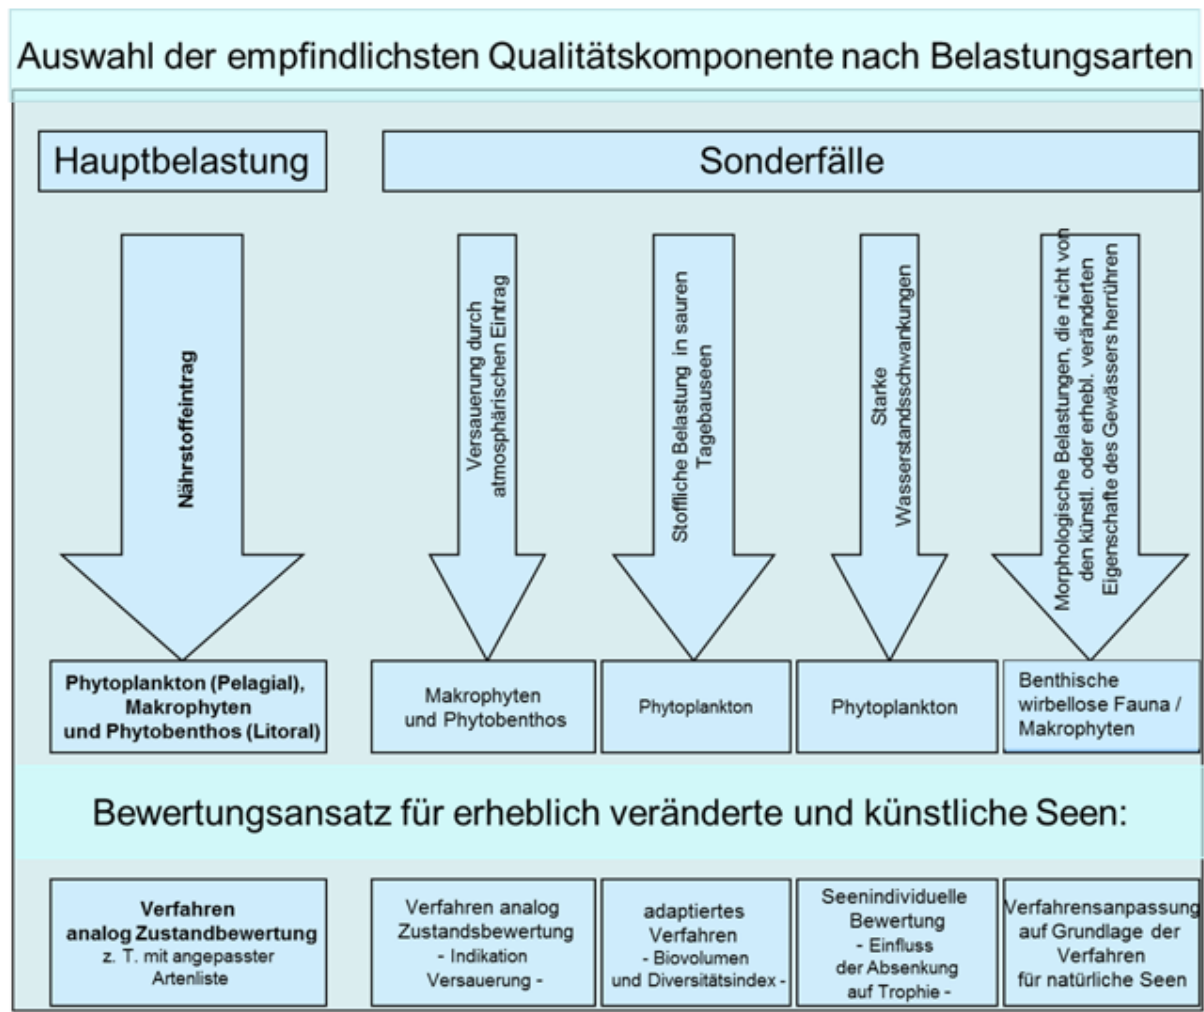 Auswahl der empfindlichsten Qualitätskomponente nach Belastungsarten
Hauptbelastung
Sonderfälle
Nährstoffeintrag
Versauerung durch
atmosphärischen Eintrag
Stoffliche Belastung in sauren
Tagebauseen
Starke
Wasserstandsschwankungen
Morphologische Belastungen, die nicht von
den künstl. oder erhebl. veränderten
Eigenschafte des Gewässers herrühren
Phytoplankton (Pelagial),
Makrophyten
und Phytobenthos (Litoral)
Makrophyten
und Phytobenthos
Phytoplankton
Phytoplankton
Benthische
wirbellose Fauna /
Makrophyten
Bewertungsansatz für erheblich veränderte und künstliche Seen:
Verfahren
analog Zustandbewertung
z. T. mit angepasster
Artenliste
Verfahren analog
Zustandsbewertung
- Indikation
Versauerung -
adaptiertes
Verfahren
- Biovolumen
und Diversitätsindex -
Seenindividuelle
Bewertung
- Einfluss
der Absenkung
auf Trophie -
Verfahrensanpassung
auf Grundlage der
Verfahren
für natürliche Seen